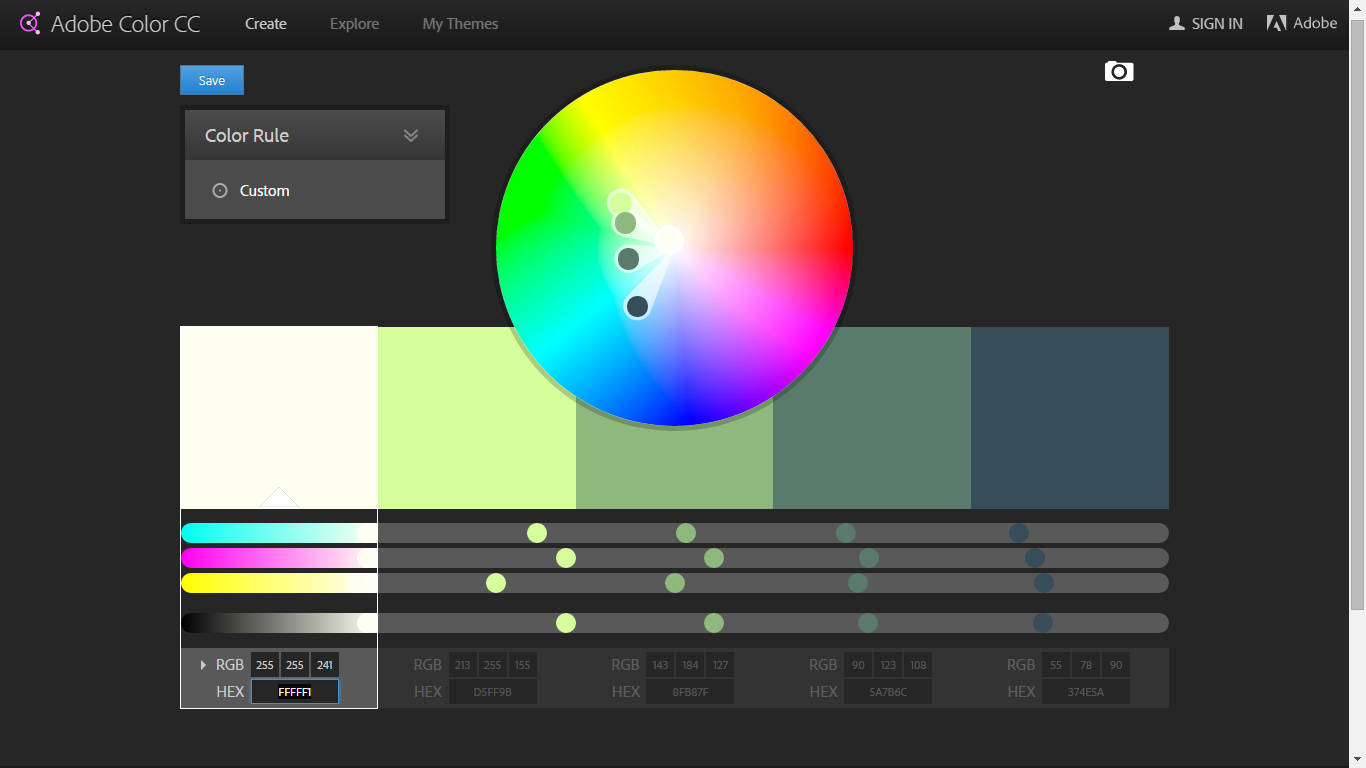 Adobe Color CC Create Explore My Themes SIGN IN Adobe
Save
Color Rule
Custom
RGB 255 255 241 RGB 213 255 155 RGB 143 184 127 RGB 90 123 108 RGB 55 78 90
HEX FFFFF1 HEX D5FF9B HEX 8FB87F HEX 5A7B6C HEX 374E5A